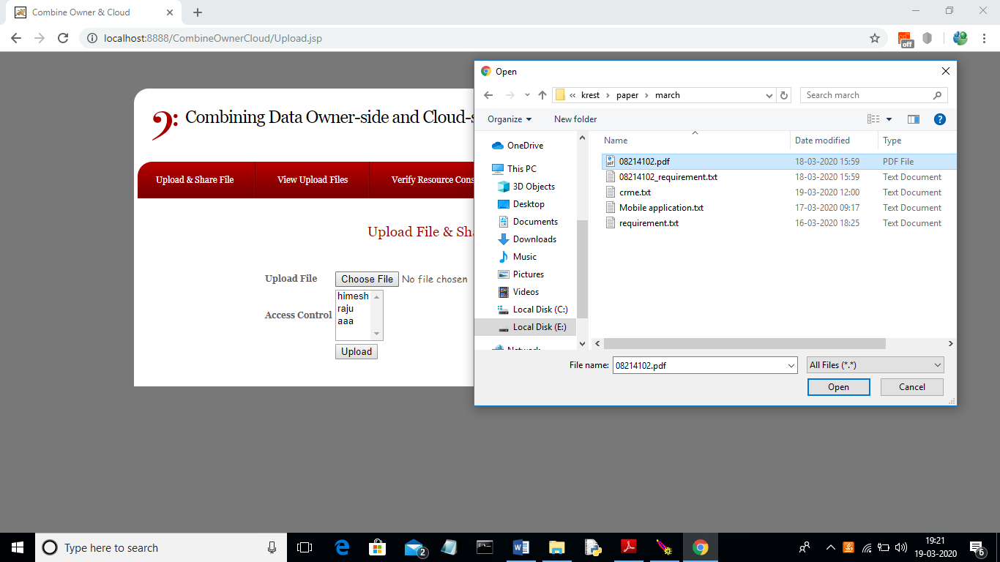 Combine Owner & Cloud
localhost:8888/CombineOwnerCloud/Upload.jsp
off
Combining Data Owner-side and Cloud-s
Upload & Share File
View Upload Files
Verify Resource Cons
Upload File & Sha
Upload File
Choose File No file chosen
Access Control
himesh
raju
aaa
Upload
Open
« krest › paper › march
Search march
Organize
New folder
OneDrive
This PC
3D Objects
Desktop
Documents
Downloads
Music
Pictures
Videos
Local Disk (C:)
Local Disk (E:)
Network
Name Date modified Type
08214102.pdf 18-03-2020 15:59 PDF File
08214102_requirement.txt 18-03-2020 15:59 Text Document
crme.txt 19-03-2020 12:00 Text Document
Mobile application.txt 17-03-2020 09:17 Text Document
requirement.txt 16-03-2020 18:25 Text Document
File name: 08214102.pdf
All Files (*.*)
Open
Cancel
Type here to search
2
19:21
19-03-2020
6